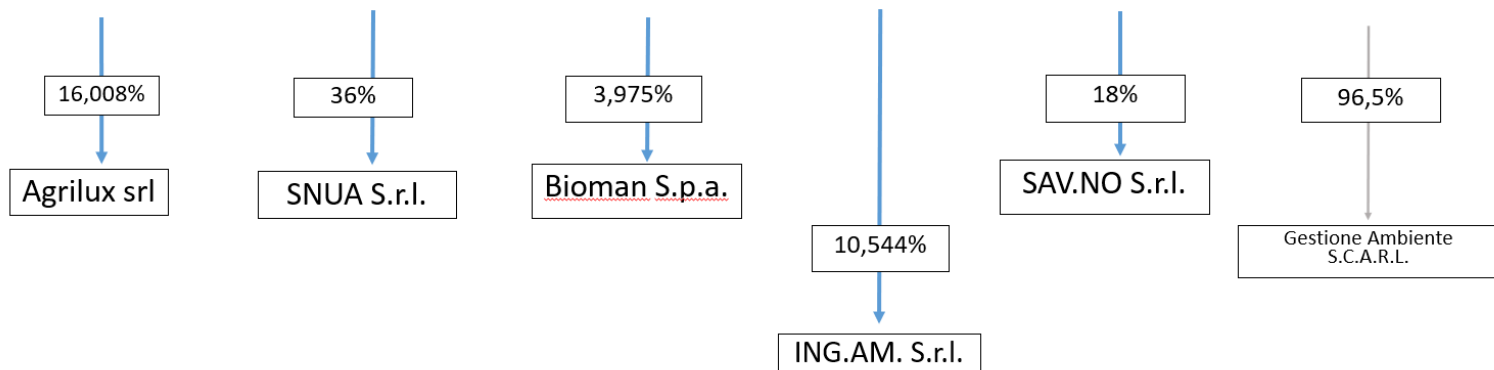 16,008%
36%
3,975%
18%
96,5%
Agrilux srl
SNUA S.r.l.
Bioman S.p.a.
SAV.NO S.r.l.
10,544%
Gestione Ambiente
S.C.A.R.L.
ING.AM. S.r.l.